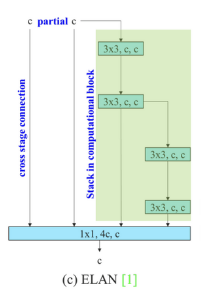 c partial c
3x3, c, c
3x3, c, c
cross stage connection
Stack in computational block
3x3, c, c
3x3, c, c
1x1, 4c, c
c
(c) ELAN [1]